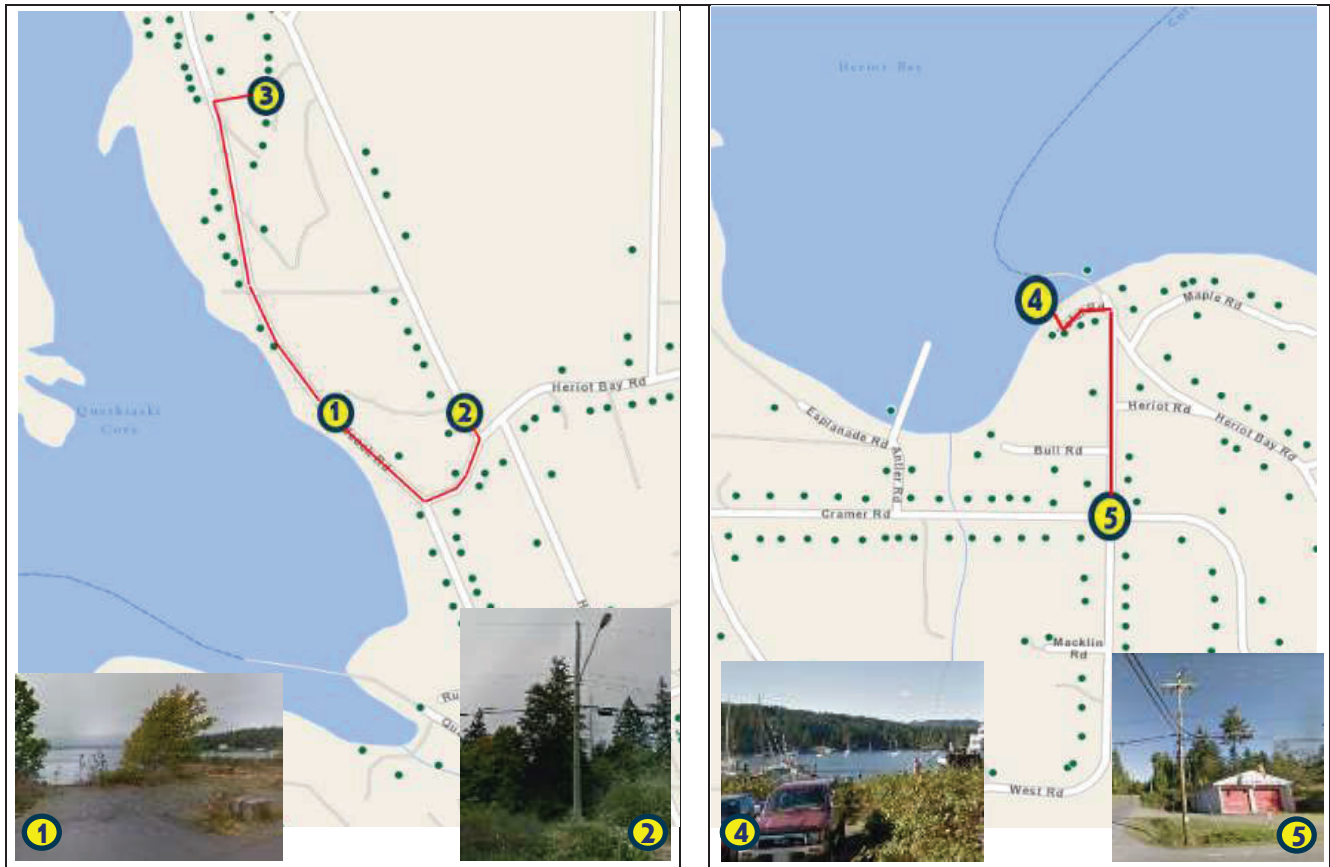 3
Quathiaski
Cove
1
2
Heriot Bay Rd
1
2
Heriot Bay
4
Maple Rd
Heriot Rd
Heriot Bay Rd
Esplanade Rd
Antler Rd
Bull Rd
Cramer Rd
5
Macklin
Rd
West Rd
4
5